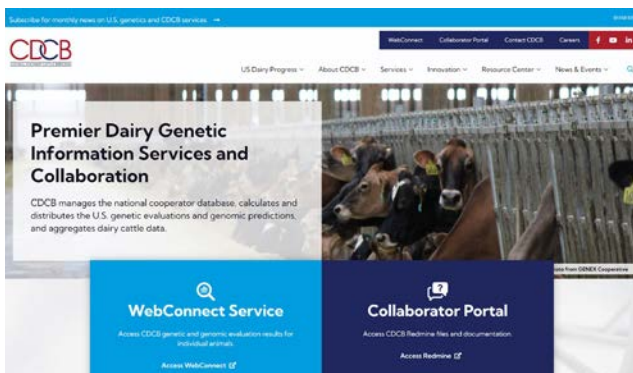 Subscribe for monthly news on U.S. genetics and CDCB services →
WebConnect Collaborator Portal Contact CDCB Careers
CDCB
US Dairy Progress About CDCB Services Innovation Resource Center News & Events
Premier Dairy Genetic
Information Services and
Collaboration
CDCB manages the national cooperator database, calculates and
distributes the U.S. genetic evaluations and genomic predictions,
and aggregates dairy cattle data.
from GENEX Cooperative
WebConnect Service
Access CDCB genetic and genomic evaluation results for
individual animals.
Access WebConnect
Collaborator Portal
Access CDCB Redmine files and documentation.
Access Redmine